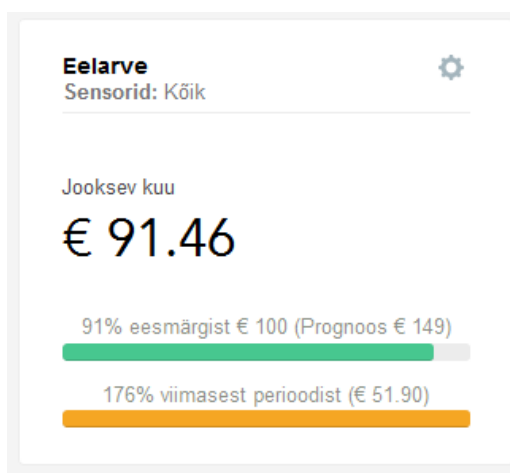 Eelarve
Sensorid: Kõik
Jooksev kuu
€ 91.46
91% eesmärgist € 100 (Prognoos € 149)
176% viimasest perioodist (€ 51.90)